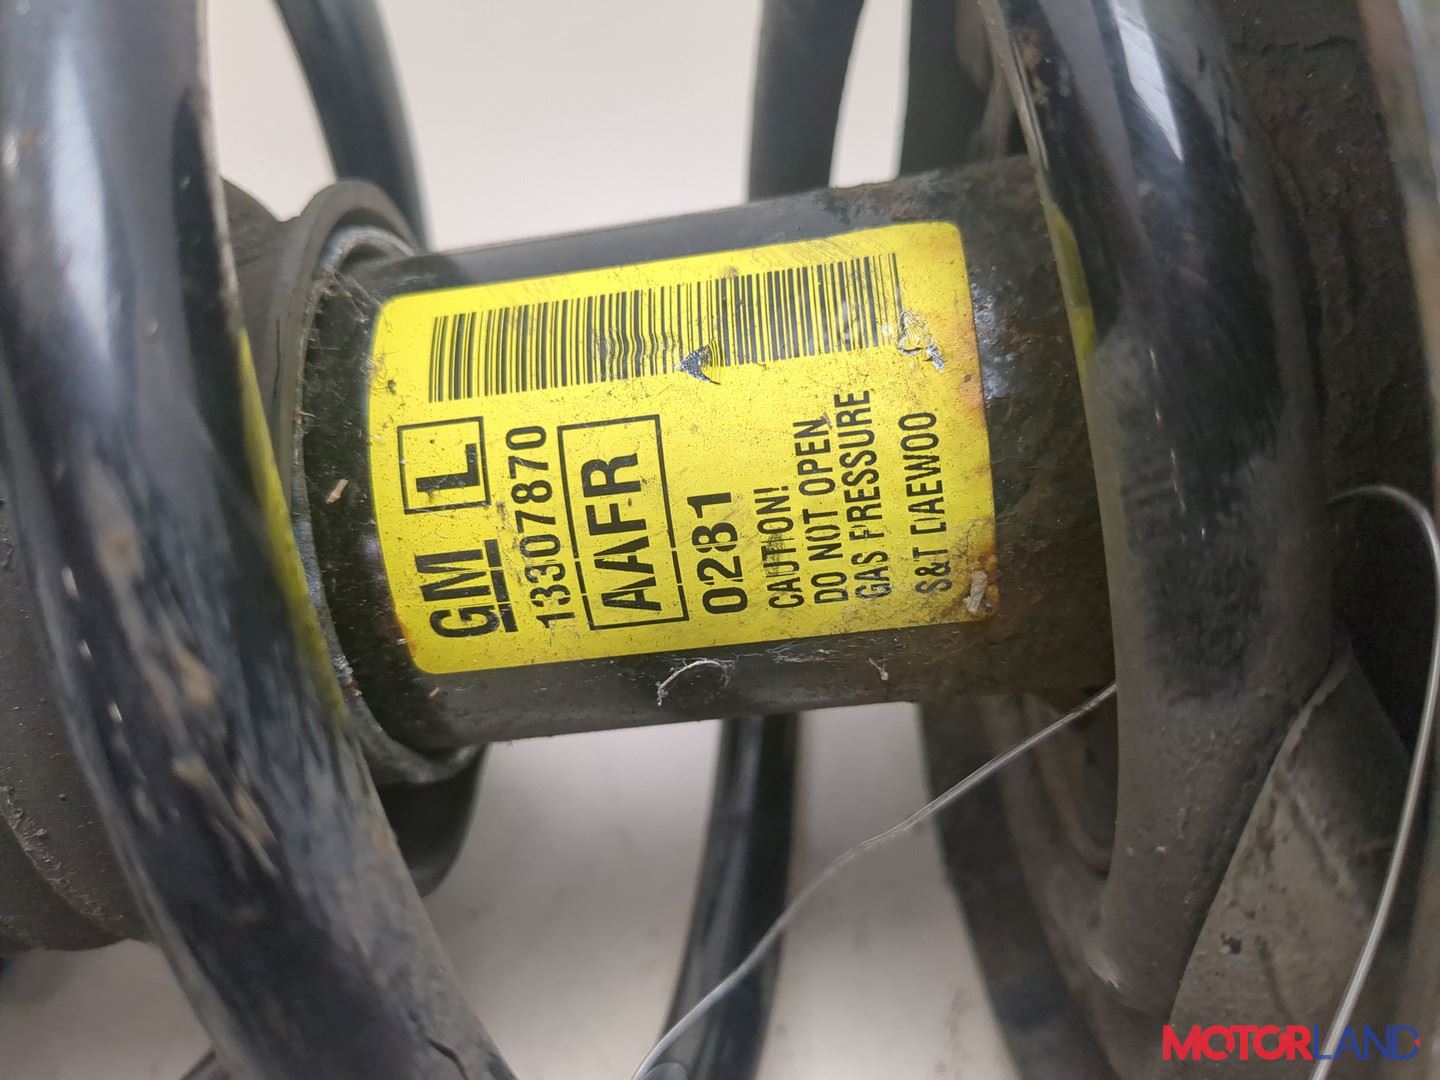 GM L
13307870
AAFR
0281
CAUTION!
DO NOT OPEN
GAS PRESSURE
S&T DAEWOO
MOTORLAND